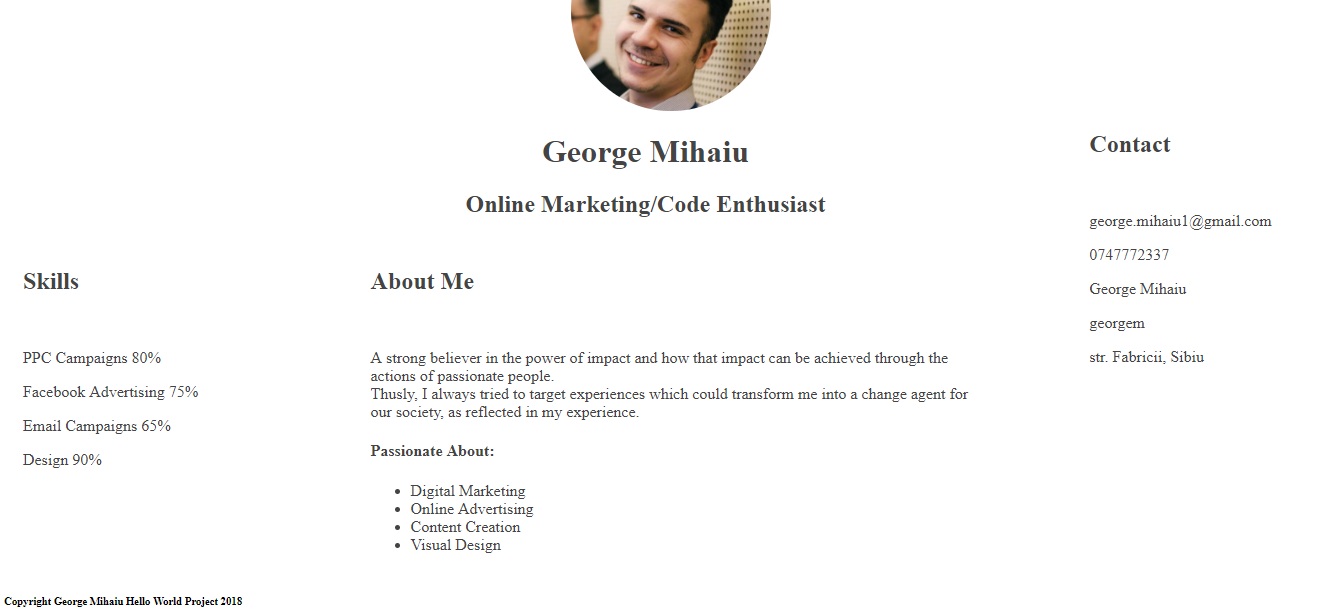 George Mihaiu
Online Marketing/Code Enthusiast
Skills
PPC Campaigns 80%
Facebook Advertising 75%
Email Campaigns 65%
Design 90%
About Me
A strong believer in the power of impact and how that impact can be achieved through the
actions of passionate people.
Thusly, I always tried to target experiences which could transform me into a change agent for
our society, as reflected in my experience.
Passionate About:
• Digital Marketing
• Online Advertising
• Content Creation
• Visual Design
Contact
george.mihaiu1@gmail.com
0747772337
George Mihaiu
georgem
str. Fabricii, Sibiu
Copyright George Mihaiu Hello World Project 2018